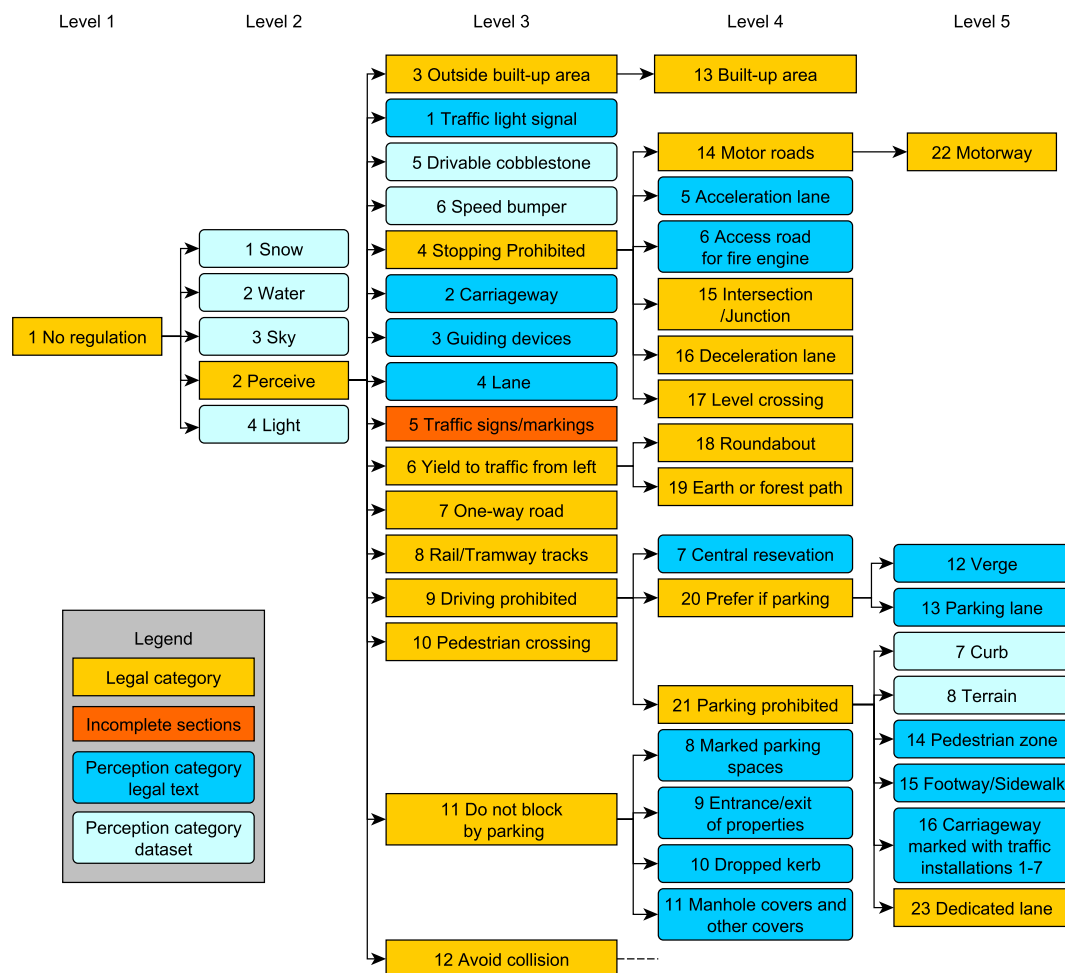 Level 1
Level 2
Level 3
Level 4
Level 5
1 No regulation
1 Snow
2 Water
3 Sky
2 Perceive
4 Light
3 Outside built-up area
1 Traffic light signal
5 Drivable cobblestone
6 Speed bumper
4 Stopping Prohibited
2 Carriageway
3 Guiding devices
4 Lane
5 Traffic signs/markings
6 Yield to traffic from left
7 One-way road
8 Rail/Tramway tracks
9 Driving prohibited
10 Pedestrian crossing
11 Do not block
by parking
12 Avoid collision
13 Built-up area
14 Motor roads
5 Acceleration lane
6 Access road
for fire engine
15 Intersection
/Junction
16 Deceleration lane
17 Level crossing
18 Roundabout
19 Earth or forest path
7 Central resevation
20 Prefer if parking
21 Parking prohibited
8 Marked parking
spaces
9 Entrance/exit
of properties
10 Dropped kerb
11 Manhole covers and
other covers
22 Motorway
12 Verge
13 Parking lane
7 Curb
8 Terrain
14 Pedestrian zone
15 Footway/Sidewalk
16 Carriageway
marked with traffic
installations 1-7
23 Dedicated lane
Legend
Legal category
Incomplete sections
Perception category
legal text
Perception category
dataset